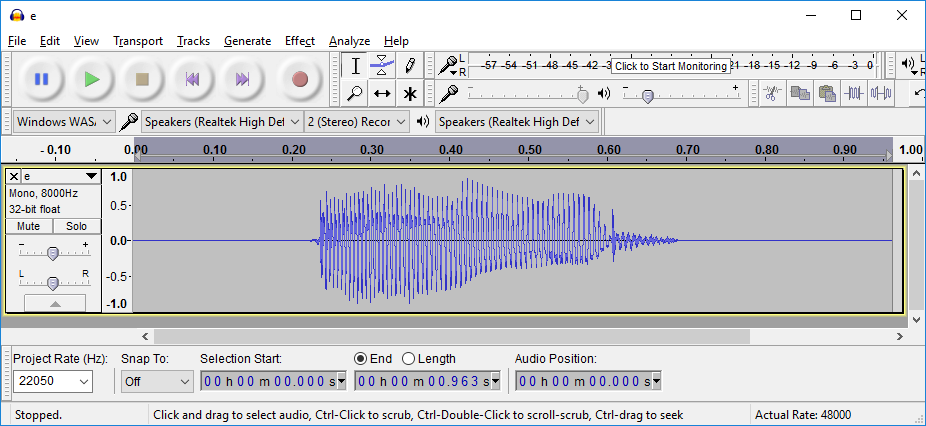 e
File Edit View Transport Tracks Generate Effect Analyze Help
L
R
-57 -54 -51 -48 -45 -42 -3 Click to Start Monitoring -18 -15 -12 -9 -6 -3 0
L
R
Windows WAS Speakers (Realtek High Def 2 (Stereo) Recor Speakers (Realtek High Def
-0.10 0.00 0.10 0.20 0.30 0.40 0.50 0.60 0.70 0.80 0.90 1.00
e
Mono, 8000Hz
32-bit float
Mute Solo
- +
L R
1.0
0.5-
0.0-
-0.5-
-1.0
Project Rate (Hz): Snap To: Selection Start: End Length Audio Position:
22050 Off 00 h 00 m 00.000 s 00 h 00 m 00.963 s 00 h 00 m 00.000 s
Stopped. Click and drag to select audio, Ctrl-Click to scrub, Ctrl-Double-Click to scroll-scrub, Ctrl-drag to seek Actual Rate: 48000